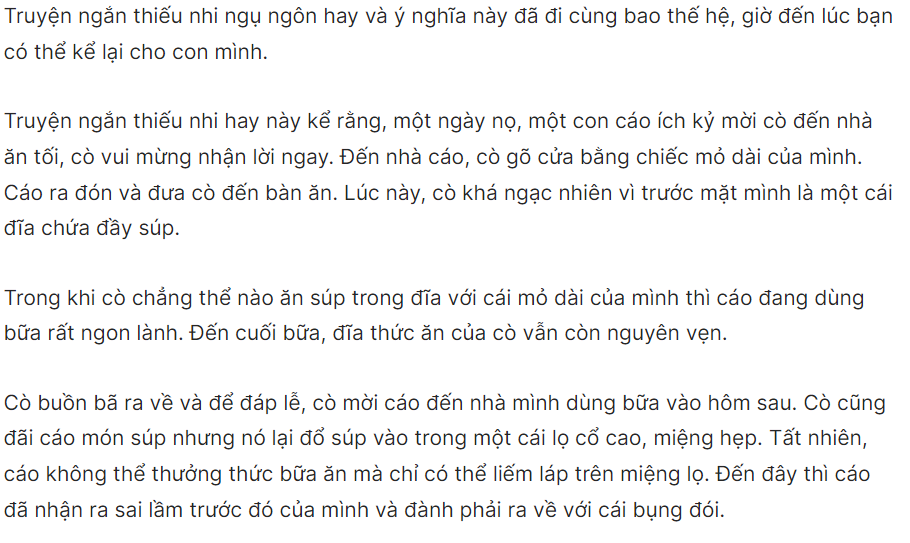 Truyện ngắn thiếu nhi ngụ ngôn hay và ý nghĩa này đã đi cùng bao thế hệ, giờ đến lúc bạn
có thể kể lại cho con mình.
Truyện ngắn thiếu nhi hay này kể rằng, một ngày nọ, một con cáo ích kỷ mời cò đến nhà
ăn tối, cò vui mừng nhận lời ngay. Đến nhà cáo, cò gõ cửa bằng chiếc mỏ dài của mình.
Cáo ra đón và đưa cò đến bàn ăn. Lúc này, cò khá ngạc nhiên vì trước mặt mình là một cái
đĩa chứa đầy súp.
Trong khi cò chẳng thể nào ăn súp trong đĩa với cái mỏ dài của mình thì cáo đang dùng
bữa rất ngon lành. Đến cuối bữa, đĩa thức ăn của cò vẫn còn nguyên vẹn.
Cò buồn bã ra về và để đáp lễ, cò mời cáo đến nhà mình dùng bữa vào hôm sau. Cò cũng
đãi cáo món súp nhưng nó lại đổ súp vào trong một cái lọ cổ cao, miệng hẹp. Tất nhiên,
cáo không thể thưởng thức bữa ăn mà chỉ có thể liếm láp trên miệng lọ. Đến đây thì cáo
đã nhận ra sai lầm trước đó của mình và đành phải ra về với cái bụng đói.